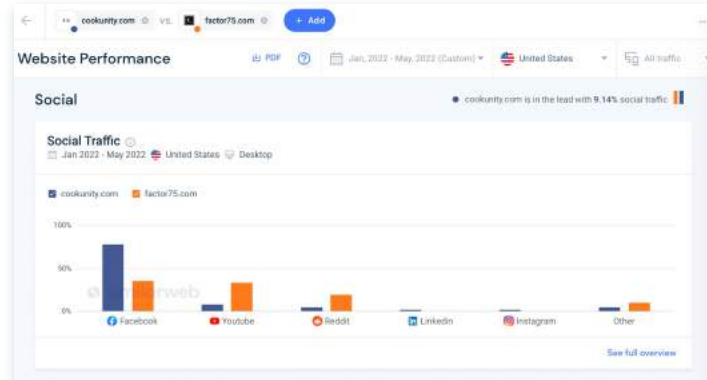 cookunity.com vs. factor75.com + Add
Website Performance PDF Jan, 2022 - May, 2022 (Custom) United States All traffic
Social
cookunity.com is in the lead with 9.14% social traffic
Social Traffic
Jan 2022 - May 2022 United States Desktop
cookunity.com factor75.com
100%
50%
similarweb
0%
Facebook Youtube Reddit Linkedin Instagram Other
See full overview